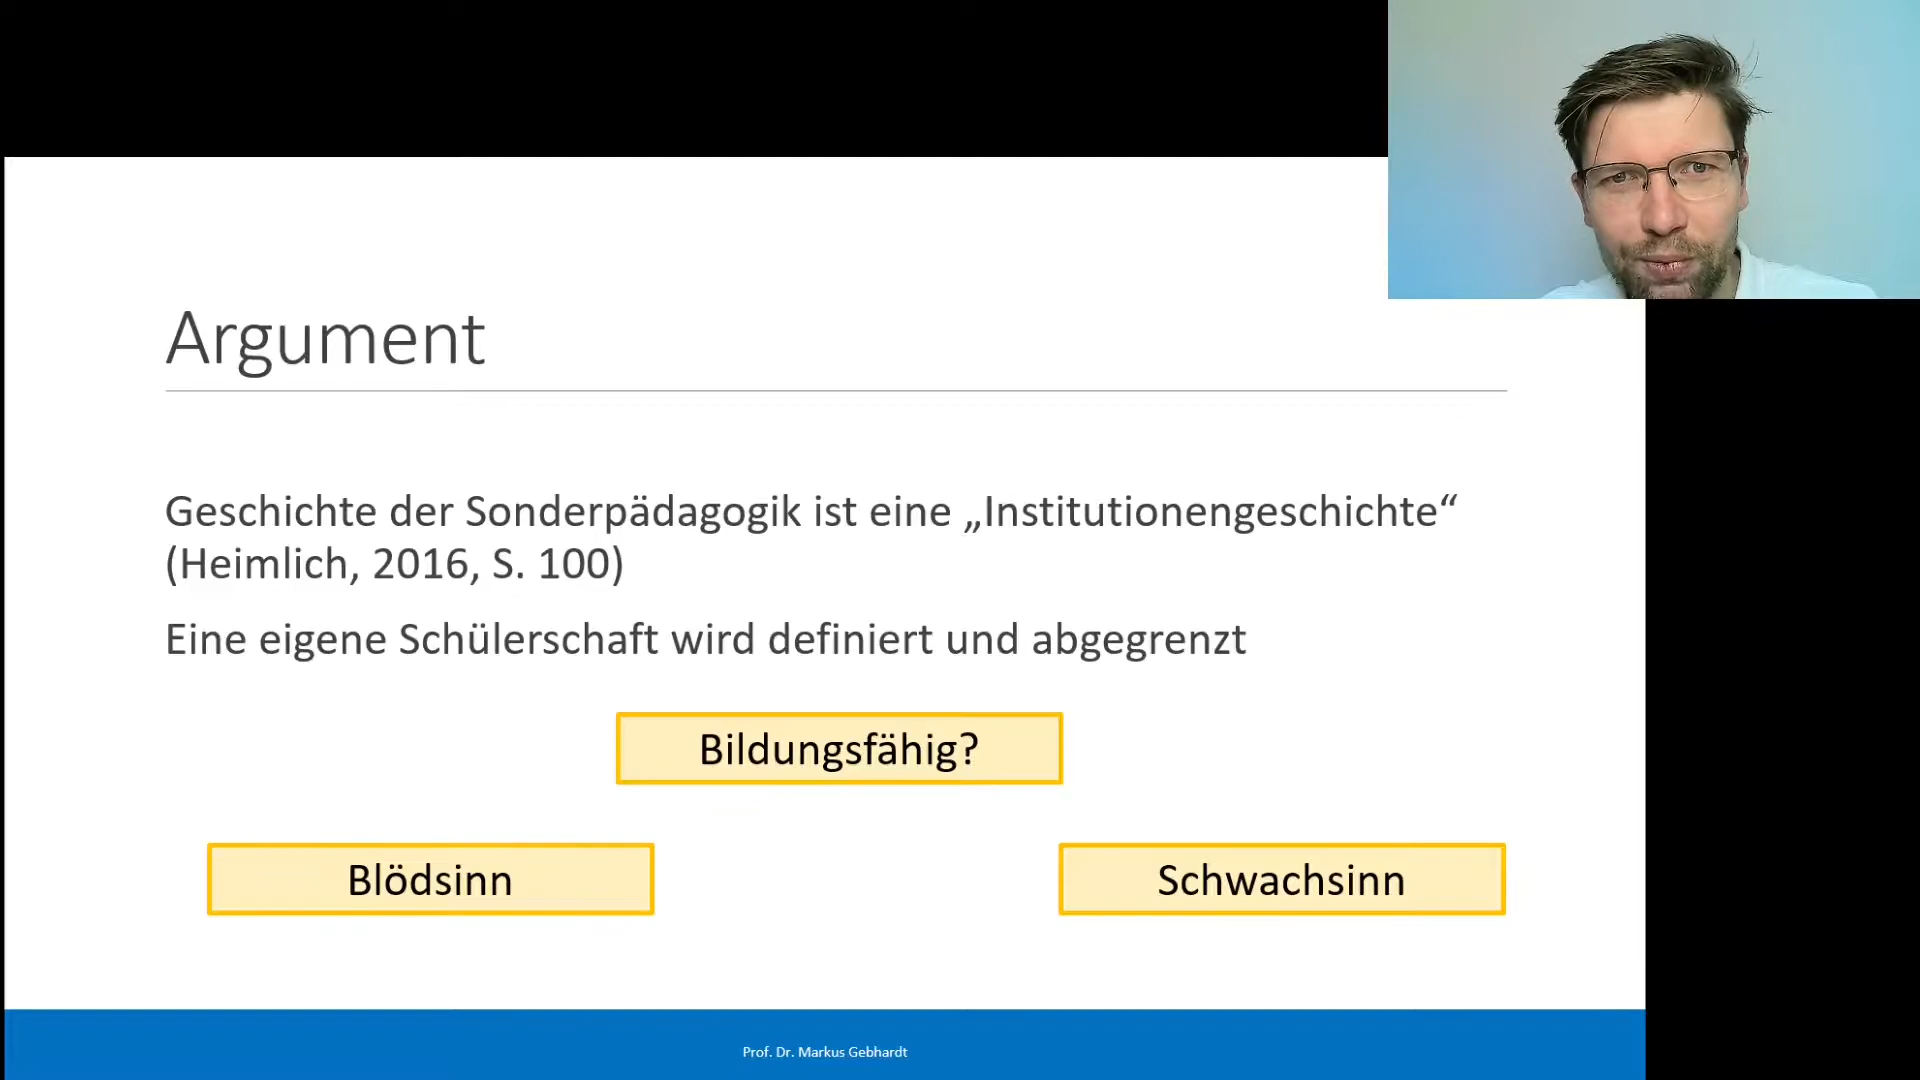 Argument
Geschichte der Sonderpädagogik ist eine „Institutionengeschichte“
(Heimlich, 2016, S. 100)
Eine eigene Schülerschaft wird definiert und abgegrenzt
Bildungsfähig?
Blödsinn
Schwachsinn
Prof. Dr. Markus Gebhardt